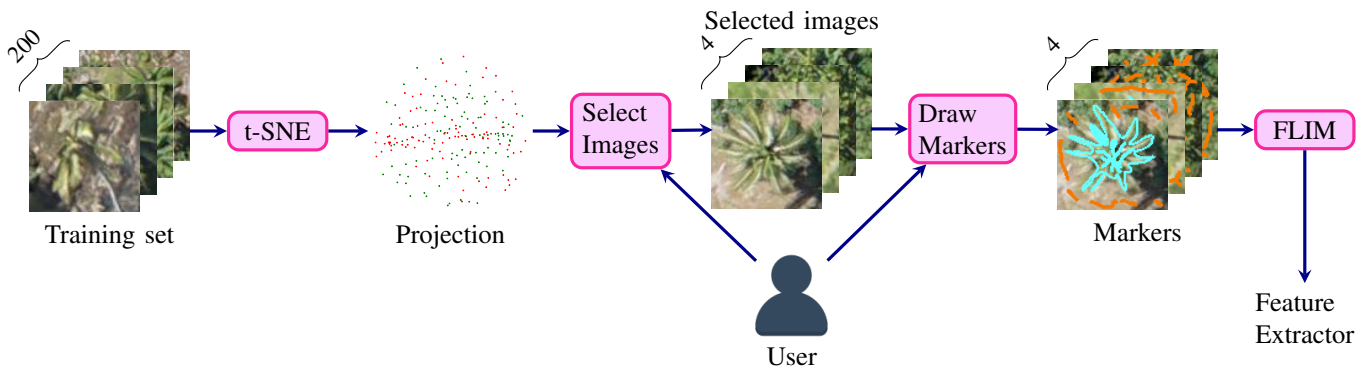 200
Training set
t-SNE
Projection
Select
Images
Selected images
4
Draw
Markers
4
Markers
FLIM
User
Feature
Extractor